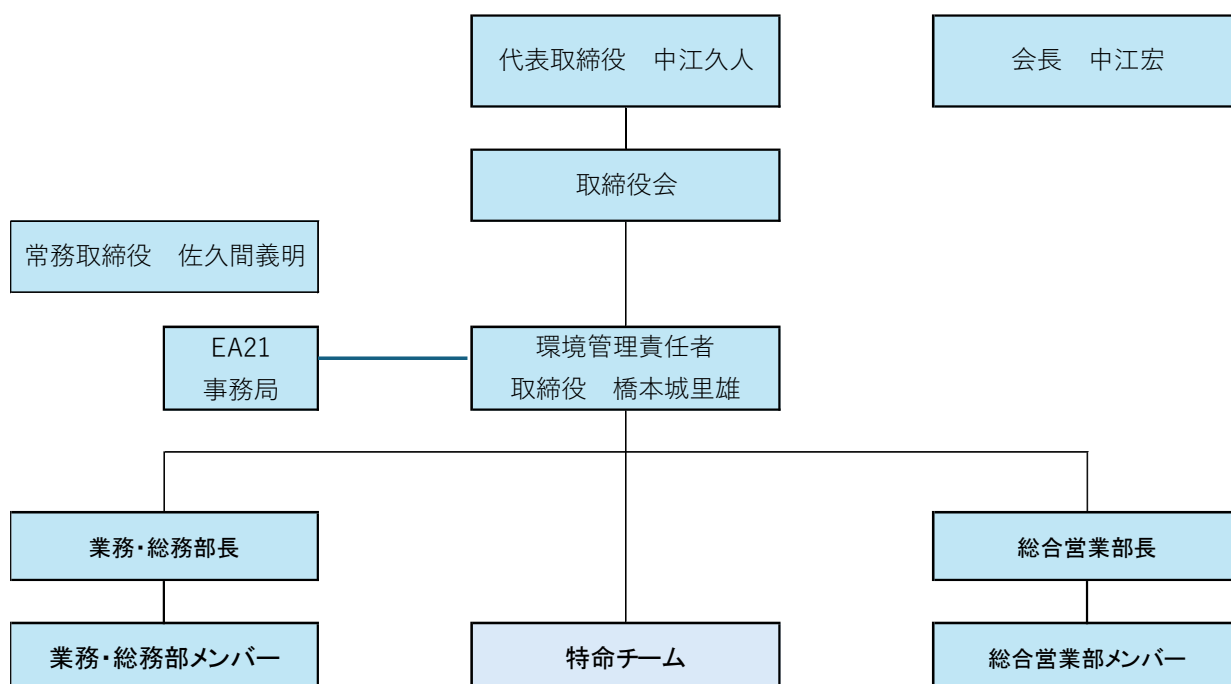 代表取締役　中江久人
会長　中江宏
取締役会
常務取締役　佐久間義明
EA21
事務局
環境管理責任者
取締役　橋本城里雄
業務・総務部長
総合営業部長
業務・総務部メンバー
特命チーム
総合営業部メンバー